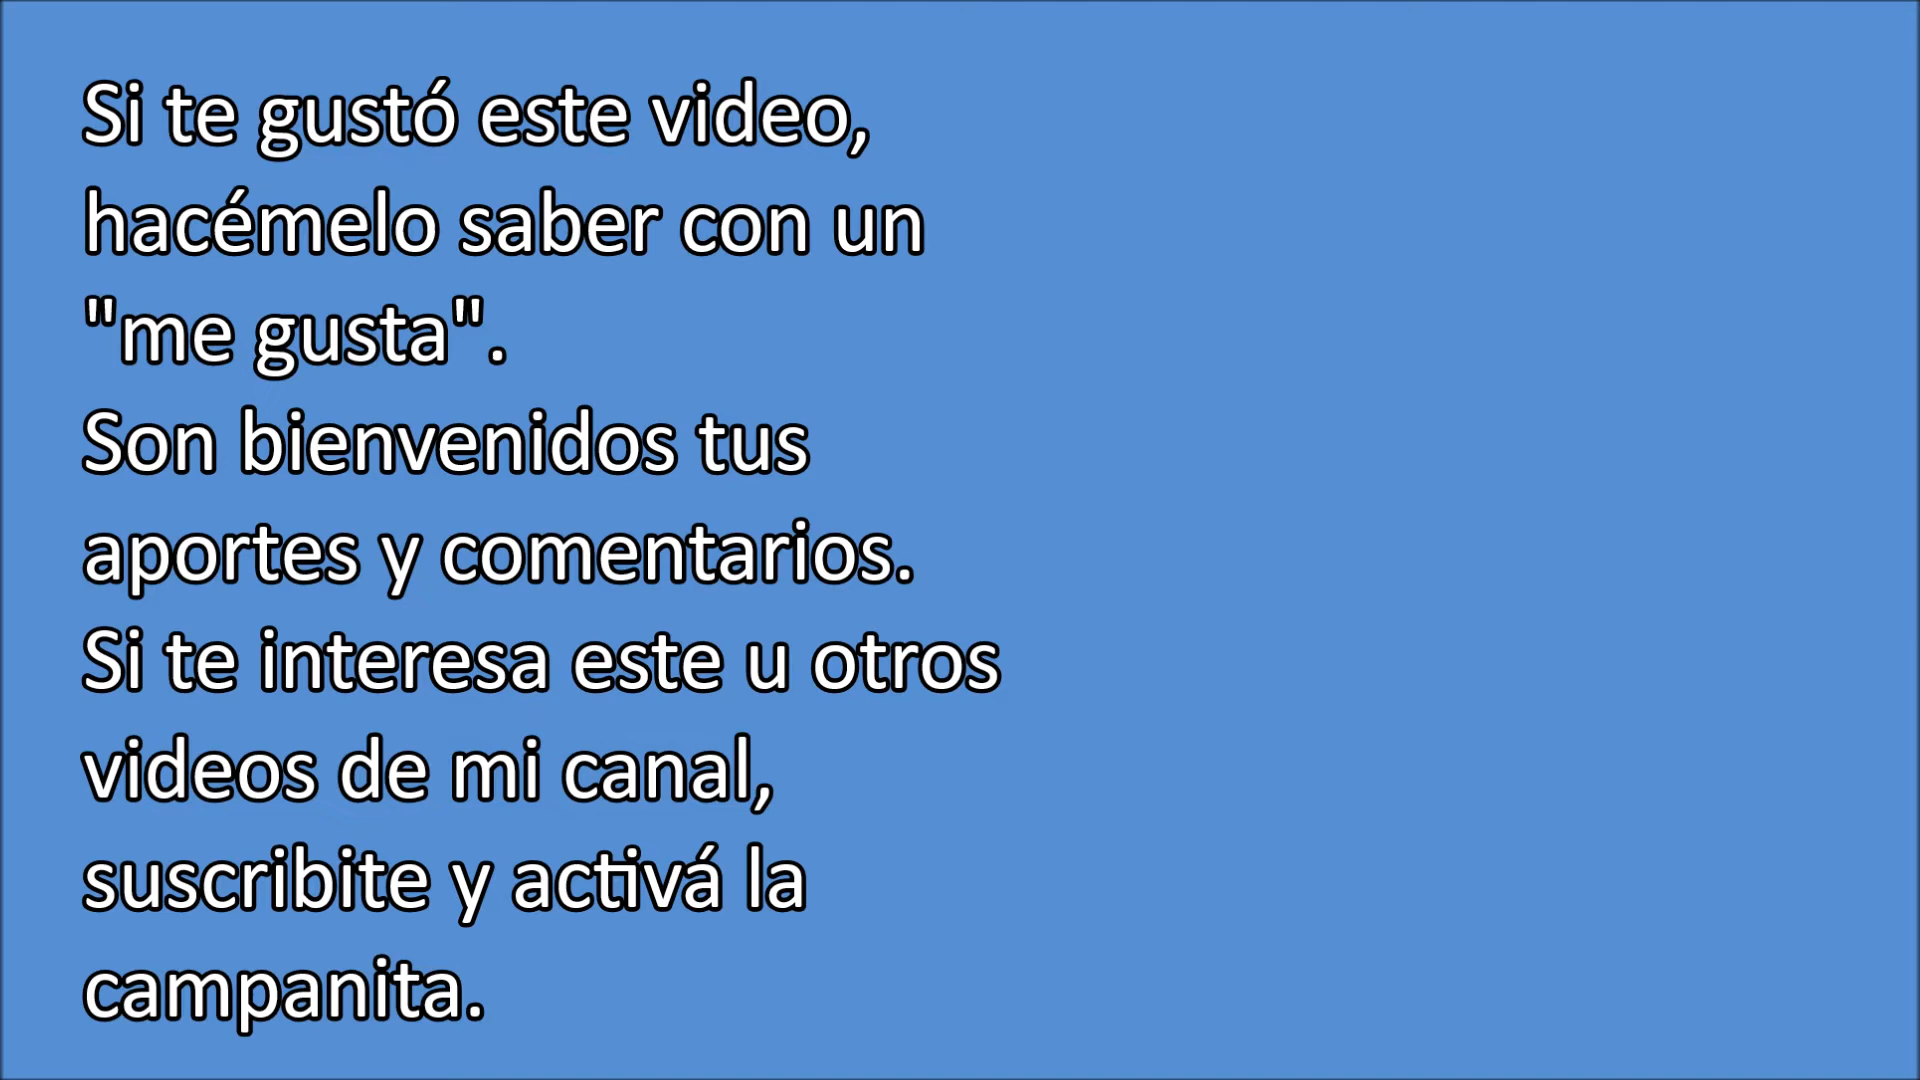 Si te gustó este video,
hacémelo saber con un
"me gusta".
Son bienvenidos tus
aportes y comentarios.
Si te interesa este u otros
videos de mi canal,
suscribite y activá la
campanita.